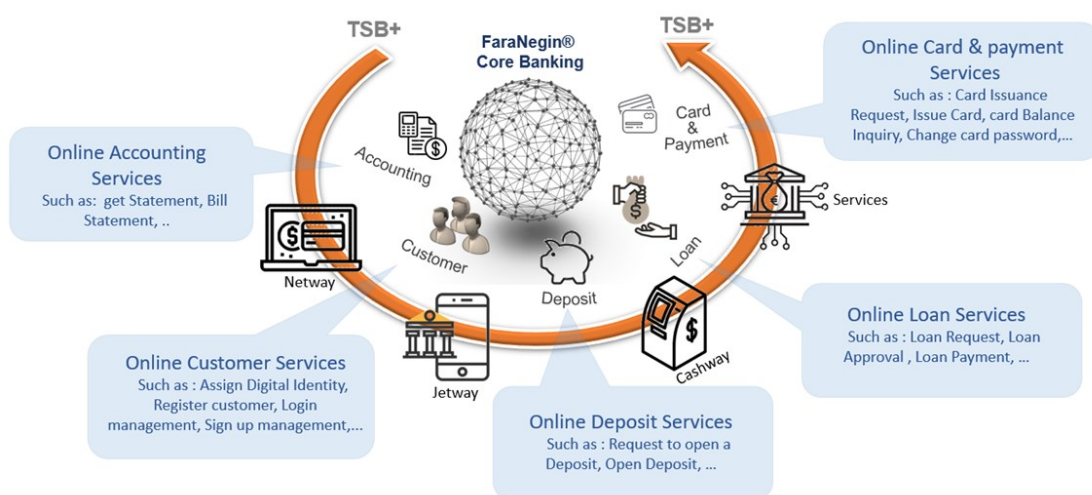 TSB+
TSB+
FaraNegin®
Core Banking
Accounting
Customer
Deposit
Loan
Card
&
Payment
Netway
Jetway
Cashway
Services
Online Accounting
Services
Such as:  get Statement, Bill
Statement, ..
Online Customer Services
Such as : Assign Digital Identity,
Register customer, Login
management, Sign up management,...
Online Deposit Services
Such as : Request to open a
Deposit, Open Deposit, ...
Online Loan Services
Such as : Loan Request, Loan
Approval , Loan Payment, ...
Online Card & payment
Services
Such as : Card Issuance
Request, Issue Card, card Balance
Inquiry, Change card password,...